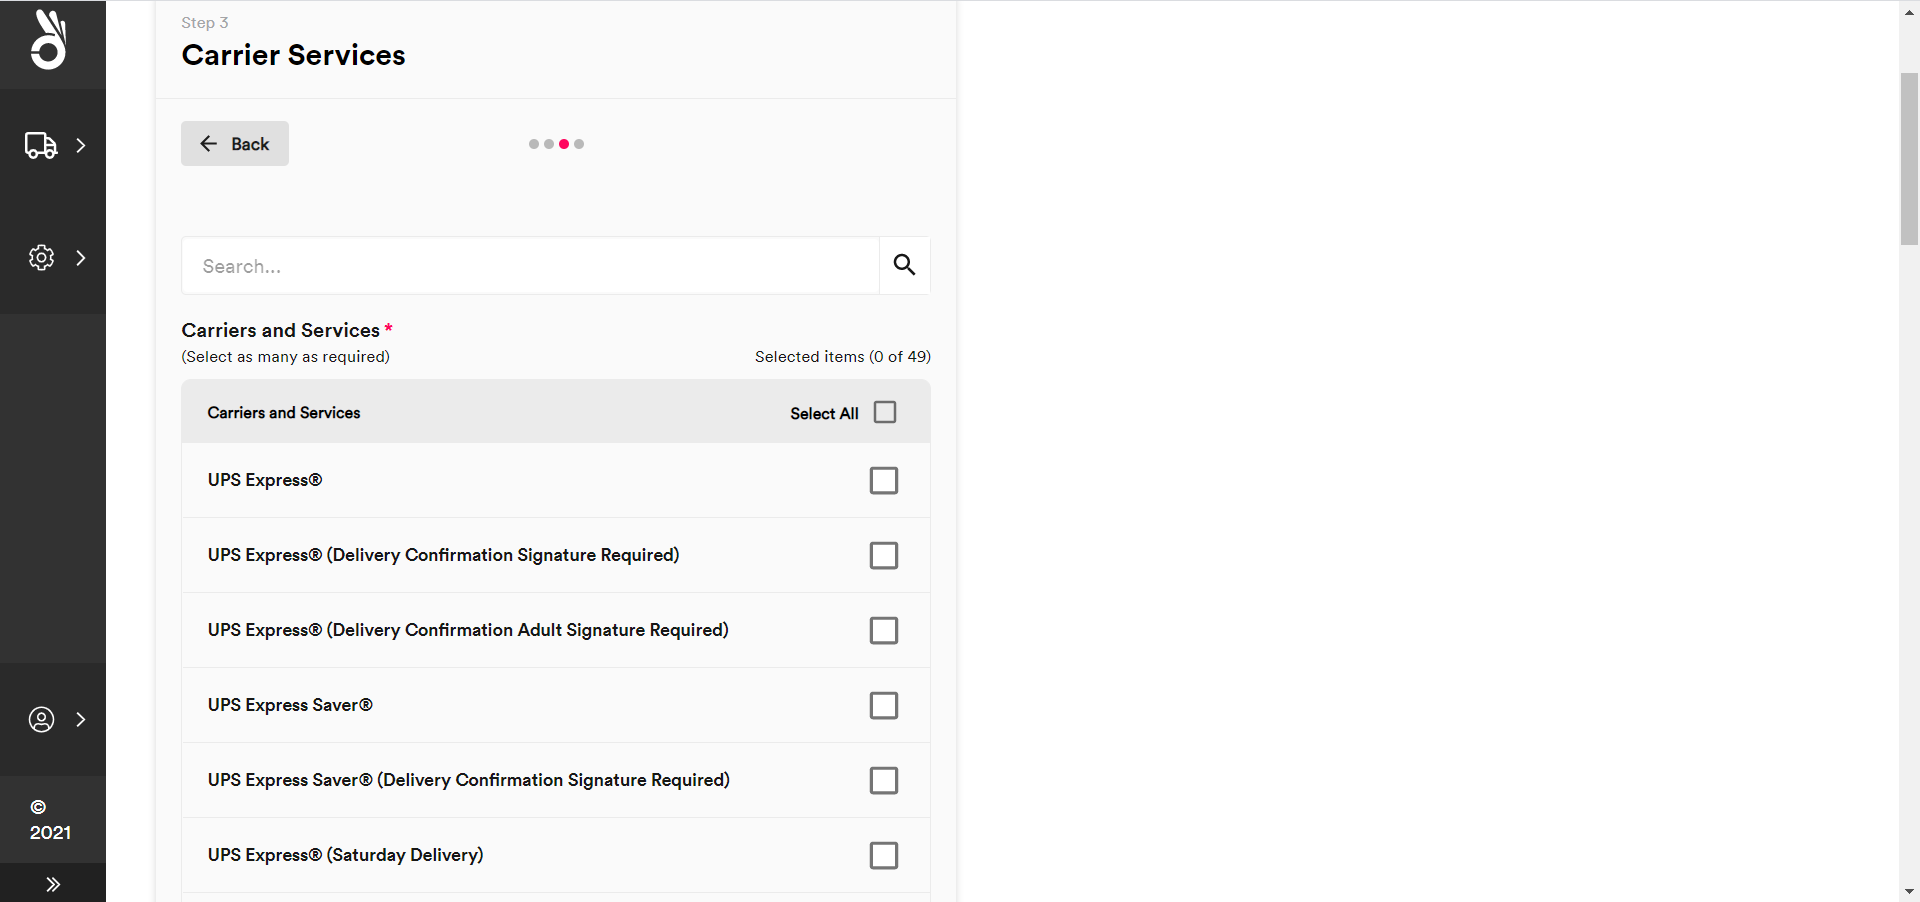 Step 3
Carrier Services
Back
Search...
Carriers and Services *
(Select as many as required)
Selected items (0 of 49)
Carriers and Services
Select All
UPS Express®
UPS Express® (Delivery Confirmation Signature Required)
UPS Express® (Delivery Confirmation Adult Signature Required)
UPS Express Saver®
UPS Express Saver® (Delivery Confirmation Signature Required)
UPS Express® (Saturday Delivery)
©
2021